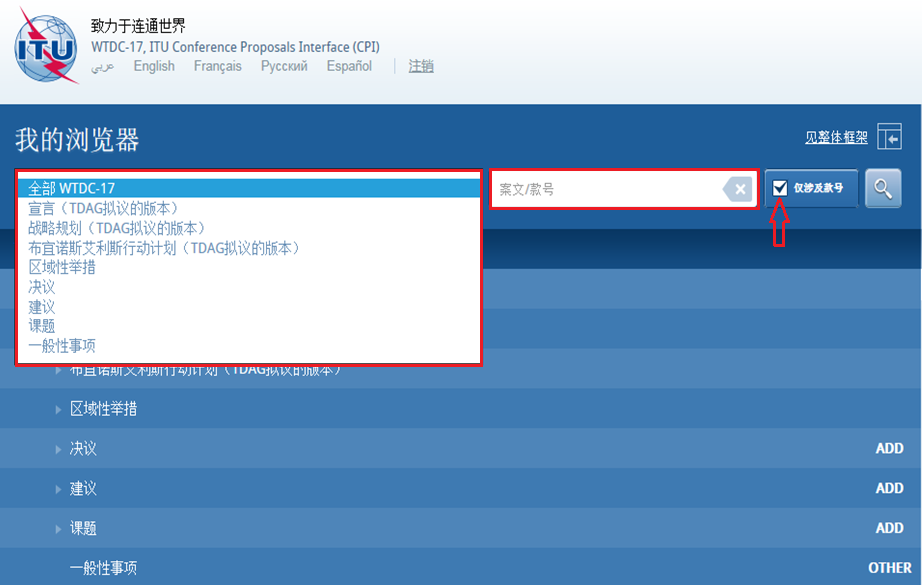 ITU
致力于连通世界
WTDC-17, ITU Conference Proposals Interface (CPI)
عربي English Français Русский Español 注销
我的浏览器
见整体框架
全部 WTDC-17
案文/款号
仅涉及款号
宣言（TDAG拟议的版本）
战略规划（TDAG拟议的版本）
布宜诺斯艾利斯行动计划（TDAG拟议的版本）
区域性举措
决议
建议
课题
一般性事项
布宜诺斯艾利斯行动计划（TDAG拟议的版本）
区域性举措
决议 ADD
建议 ADD
课题 ADD
一般性事项 OTHER